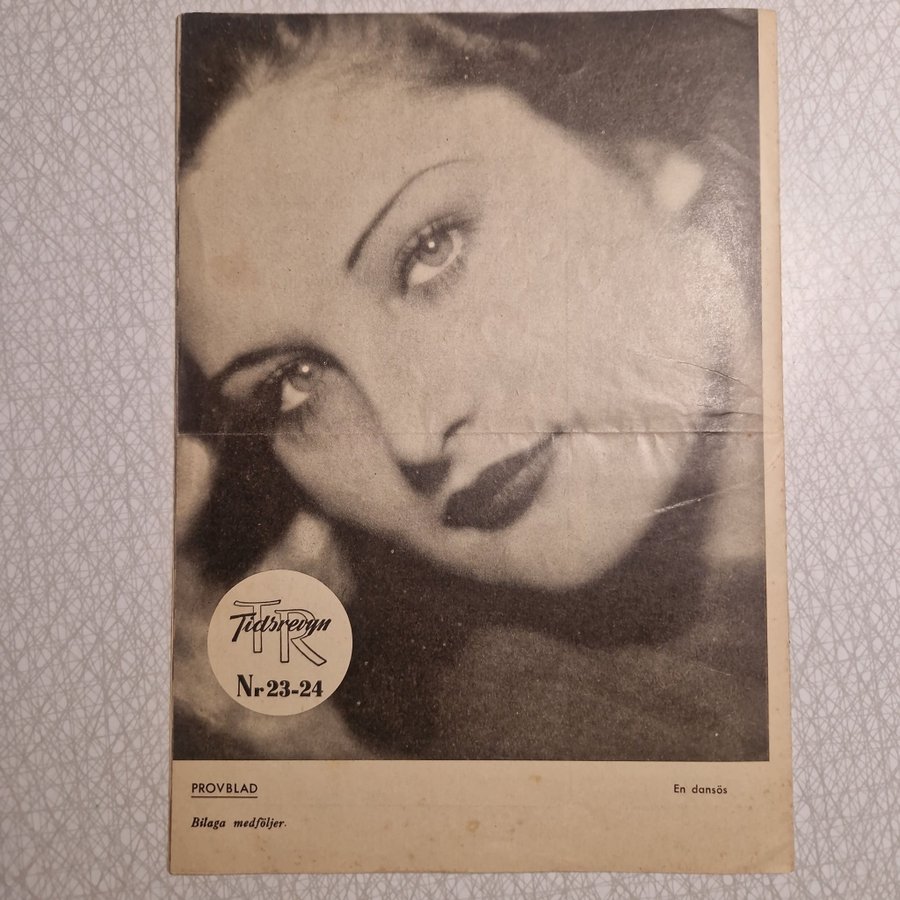 TR
Tidsrevyn
Nr 23-24
PROVBLAD
En dansös
Bilaga medföljer.